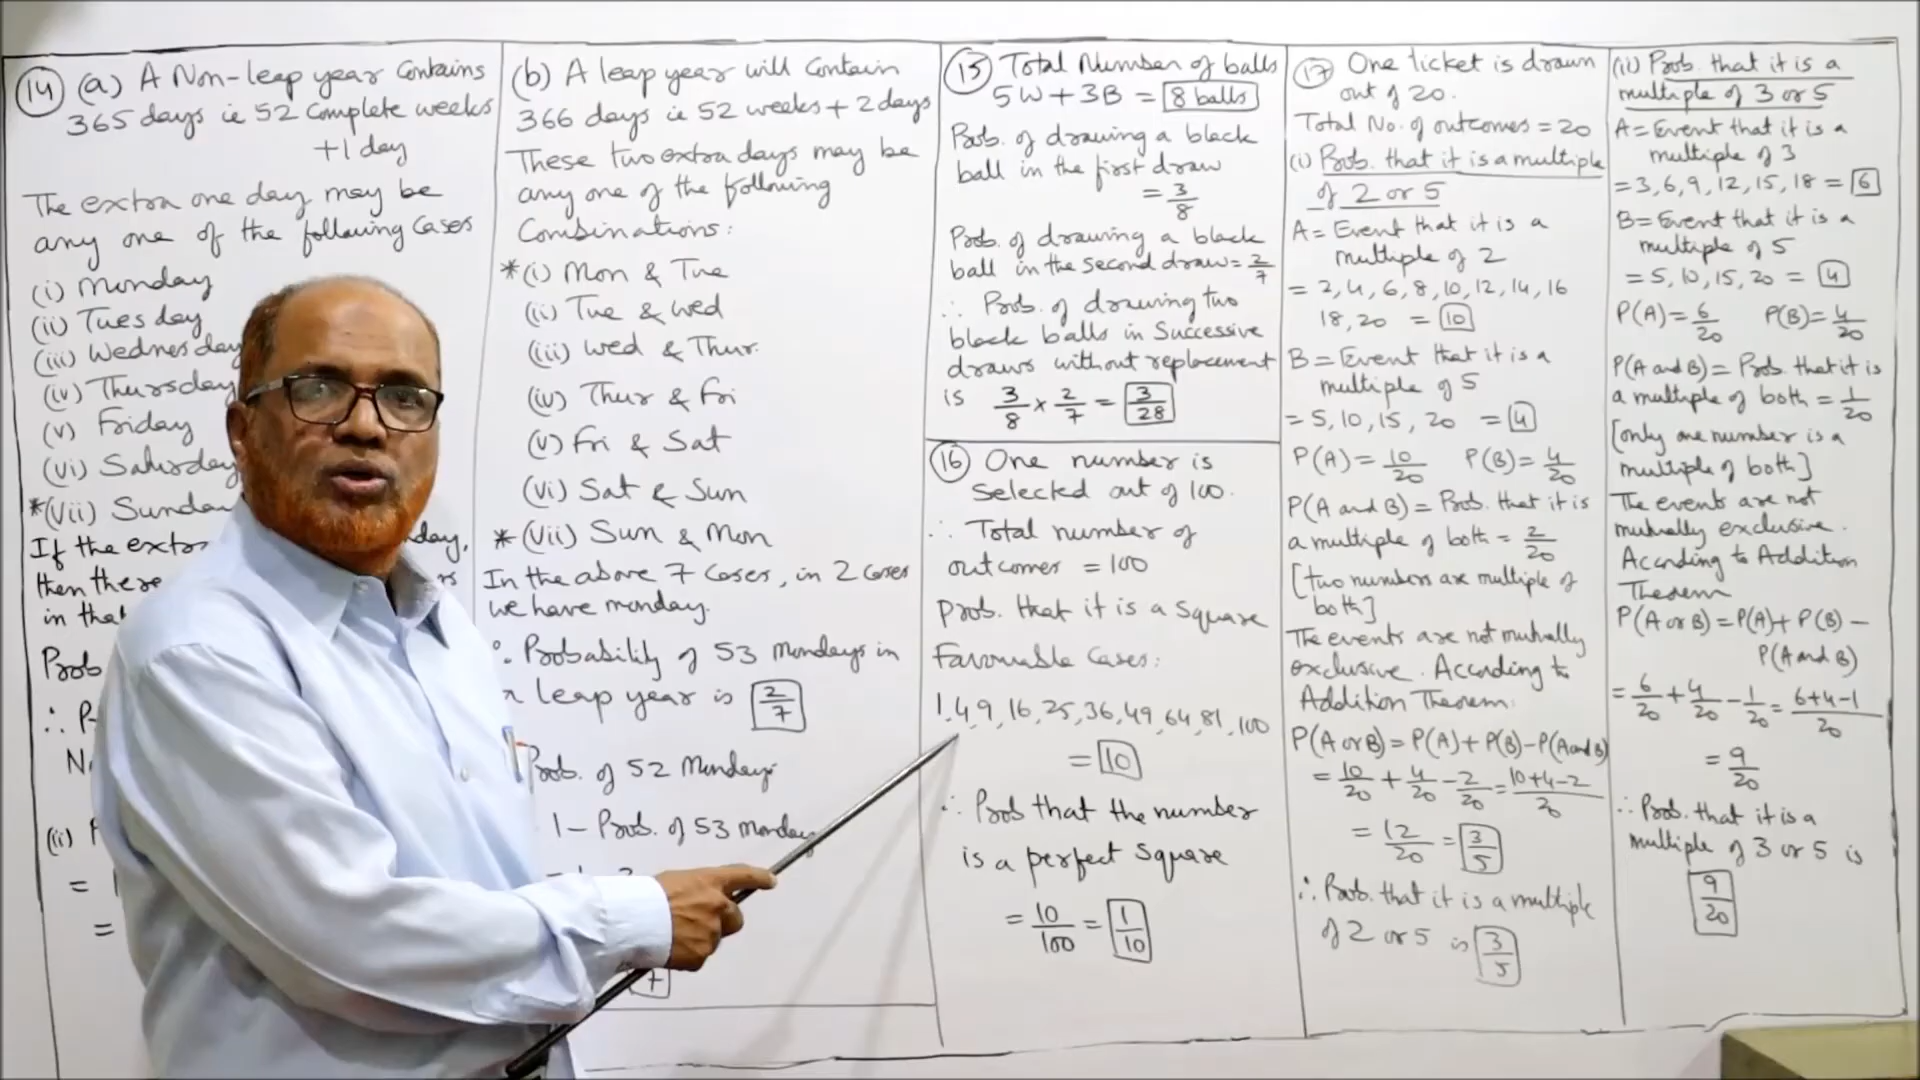 14 (a) A Non-leap year Contains
365 days ie 52 Complete weeks
+1 day
The extra one day may be
any one of the following Cases
(i) Monday
(ii) Tuesday
(iii) Wednesday
(iv) Thursday
(v) Friday
(vi) Saturday
*(vii) Sunday
If the extra
day,
then there
in that
Prob
∴ P
(ii)
=
=
(b) A leap year will Contain
366 days ie 52 weeks + 2 days
These two extra days may be
any one of the following
Combinations:
*(i) Mon & Tue
(ii) Tue & Wed
(iii) Wed & Thur.
(iv) Thur & Fri
(v) Fri & Sat
(vi) Sat & Sun
*(vii) Sun & Mon
In the above 7 Cases, in 2 Cases
we have monday.
∴ Probability of 53 Mondays in
a leap year is 2/7
Prob. of 52 Mondays
1 - Prob. of 53 Monday
15 Total Number of balls
5W + 3B = 8 balls
Prob. of drawing a black
ball in the first draw
= 3/8
Prob. of drawing a black
ball in the second draw = 2/7
∴ Prob. of drawing two
black balls in Successive
draws without replacement
is 3/8 × 2/7 = 3/28
16 One number is
Selected out of 100.
∴ Total number of
outcomes = 100
Prob. that it is a Square
Favourable Cases:
1,4,9,16,25,36,49,64,81,100
= 10
∴ Prob that the number
is a perfect Square
= 10/100 = 1/10
17 One ticket is drawn
out of 20.
Total No. of outcomes = 20
(i) Prob. that it is a multiple
of 2 or 5
A = Event that it is a
multiple of 2
= 2, 4, 6, 8, 10, 12, 14, 16
18, 20 = 10
B = Event that it is a
multiple of 5
= 5, 10, 15, 20 = 4
P(A) = 10/20 P(B) = 4/20
P(A and B) = Prob. that it is
a multiple of both = 2/20
[two numbers are multiple of
both]
The events are not mutually
exclusive. According to
Addition Theorem.
P(A or B) = P(A) + P(B) - P(A and B)
= 10/20 + 4/20 - 2/20 = 10+4-2/20
= 12/20 = 3/5
∴ Prob. that it is a multiple
of 2 or 5 is 3/5
(ii) Prob. that it is a
multiple of 3 or 5
A = Event that it is a
multiple of 3
= 3, 6, 9, 12, 15, 18 = 6
B = Event that it is a
multiple of 5
= 5, 10, 15, 20 = 4
P(A) = 6/20 P(B) = 4/20
P(A and B) = Prob. that it is
a multiple of both = 1/20
[only one number is a
multiple of both]
The events are not
mutually exclusive.
According to Addition
Theorem
P(A or B) = P(A) + P(B) -
P(A and B)
= 6/20 + 4/20 - 1/20 = 6+4-1/20
= 9/20
∴ Prob. that it is a
multiple of 3 or 5 is
9/20